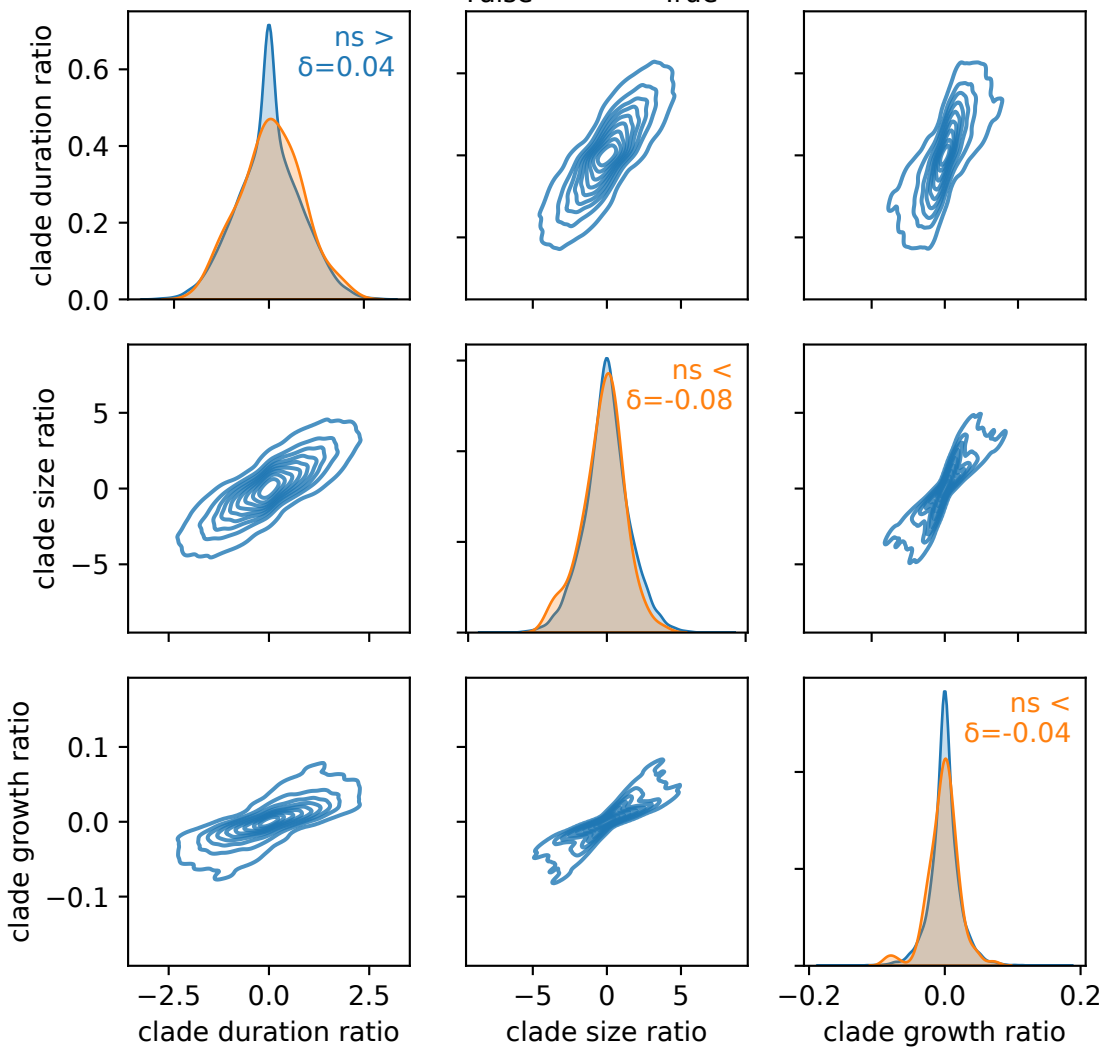 ns >
δ=0.04
clade duration ratio
0.6
0.4
0.2
0.0
clade size ratio
5
0
−5
ns <
δ=-0.08
clade growth ratio
0.1
0.0
−0.1
ns <
δ=-0.04
−2.5 0.0 2.5
−5 0 5
−0.2 0.0 0.2
clade duration ratio
clade size ratio
clade growth ratio